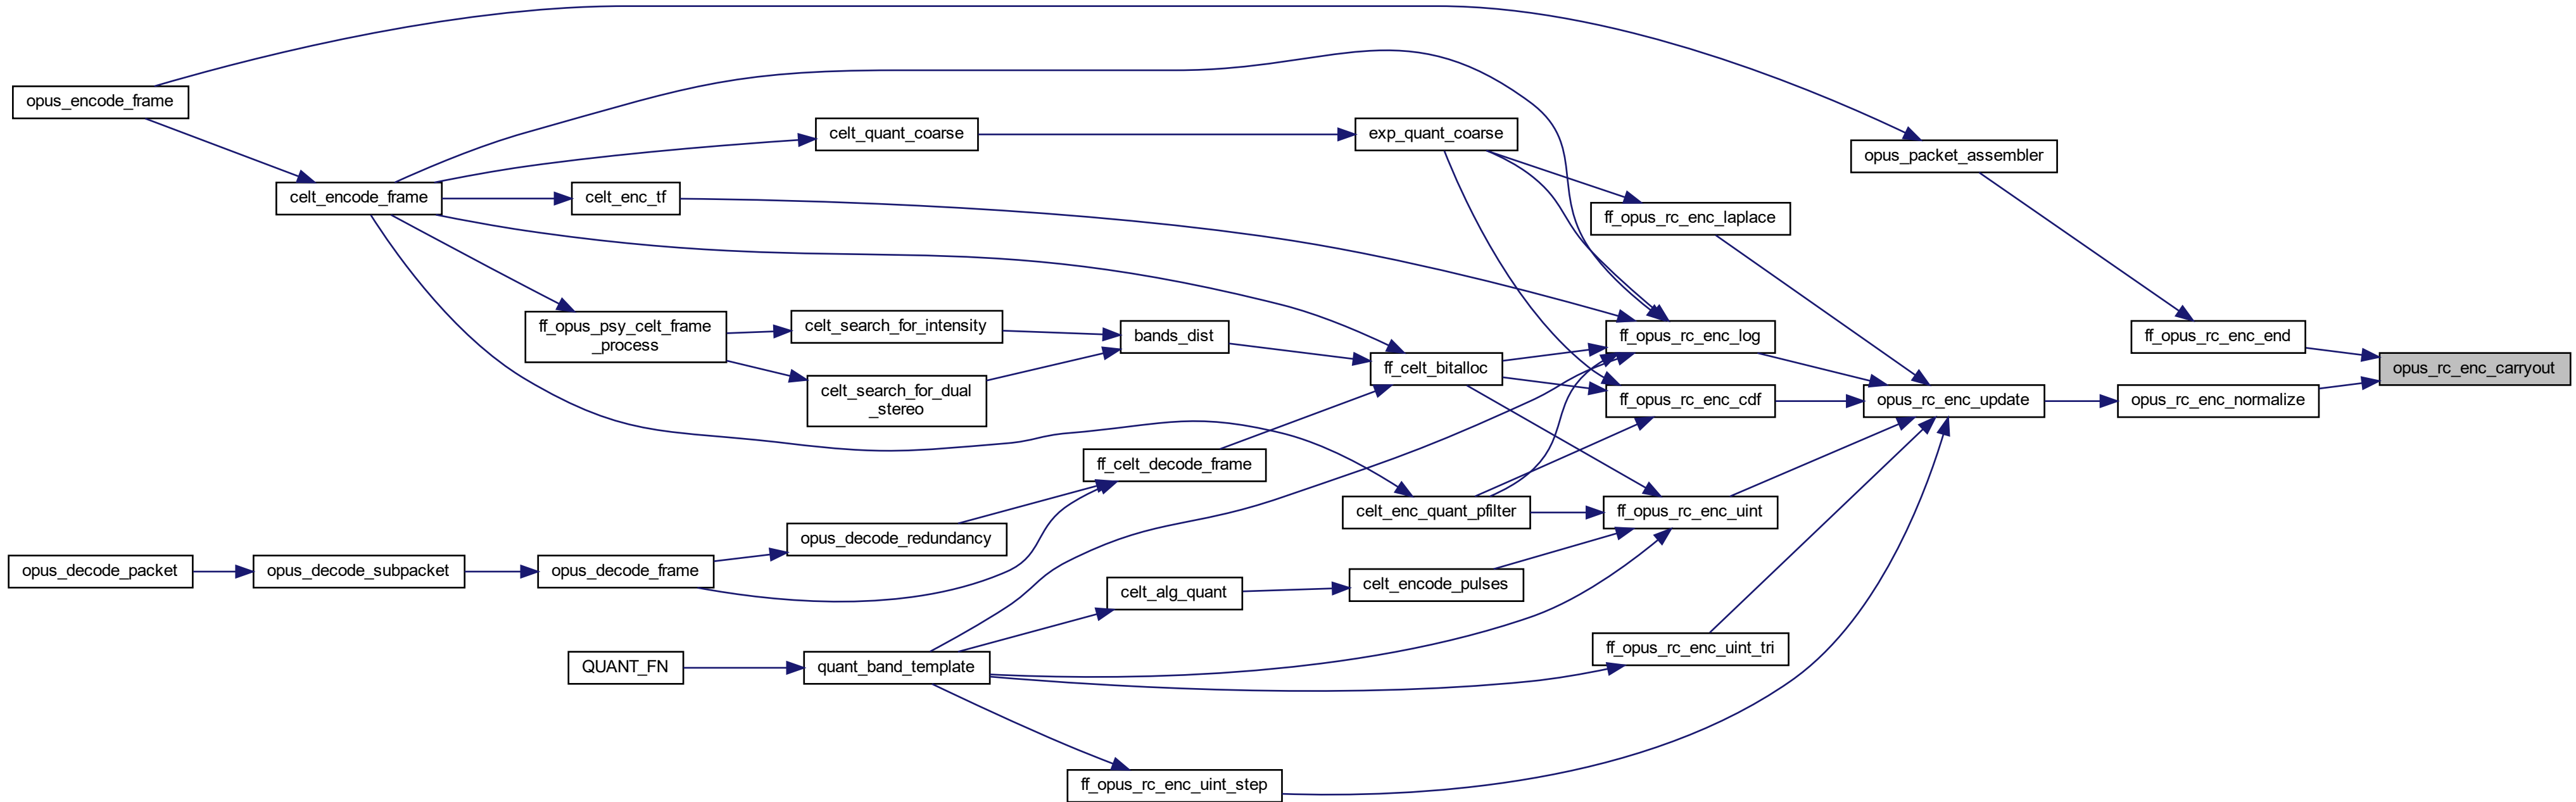 opus_encode_frame
celt_quant_coarse
exp_quant_coarse
opus_packet_assembler
celt_encode_frame
celt_enc_tf
ff_opus_rc_enc_laplace
ff_opus_psy_celt_frame
_process
celt_search_for_intensity
bands_dist
ff_opus_rc_enc_log
ff_opus_rc_enc_end
ff_celt_bitalloc
opus_rc_enc_carryout
celt_search_for_dual
_stereo
ff_opus_rc_enc_cdf
opus_rc_enc_update
opus_rc_enc_normalize
ff_celt_decode_frame
celt_enc_quant_pfilter
ff_opus_rc_enc_uint
opus_decode_redundancy
opus_decode_packet
opus_decode_subpacket
opus_decode_frame
celt_alg_quant
celt_encode_pulses
ff_opus_rc_enc_uint_tri
QUANT_FN
quant_band_template
ff_opus_rc_enc_uint_step